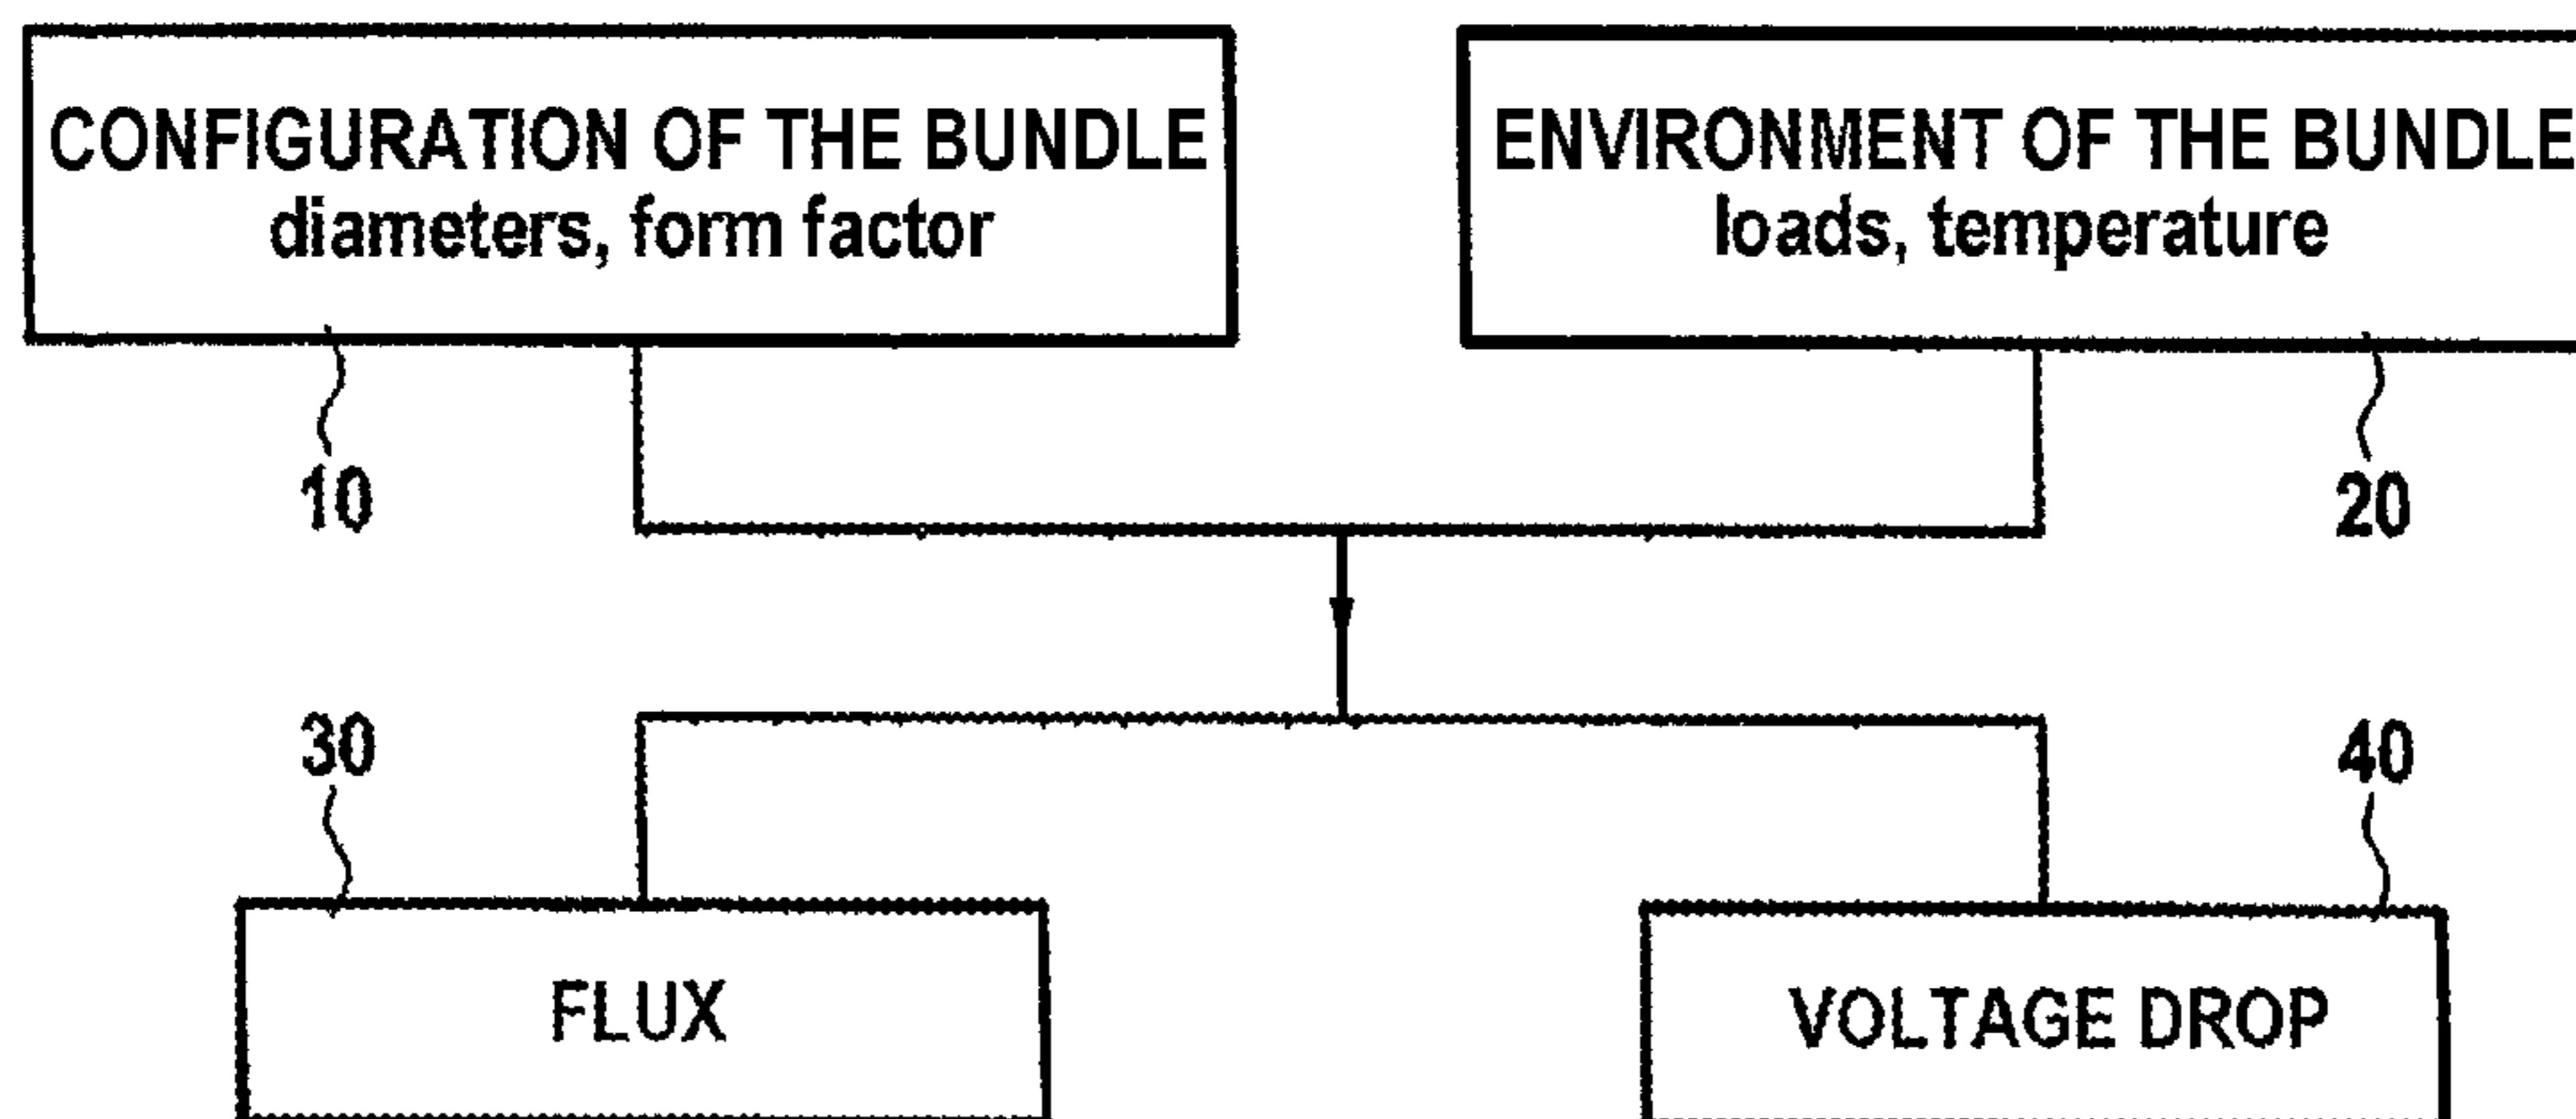 CONFIGURATION OF THE BUNDLE
diameters, form factor
ENVIRONMENT OF THE BUNDLE
loads, temperature
10
20
30
40
FLUX
VOLTAGE DROP